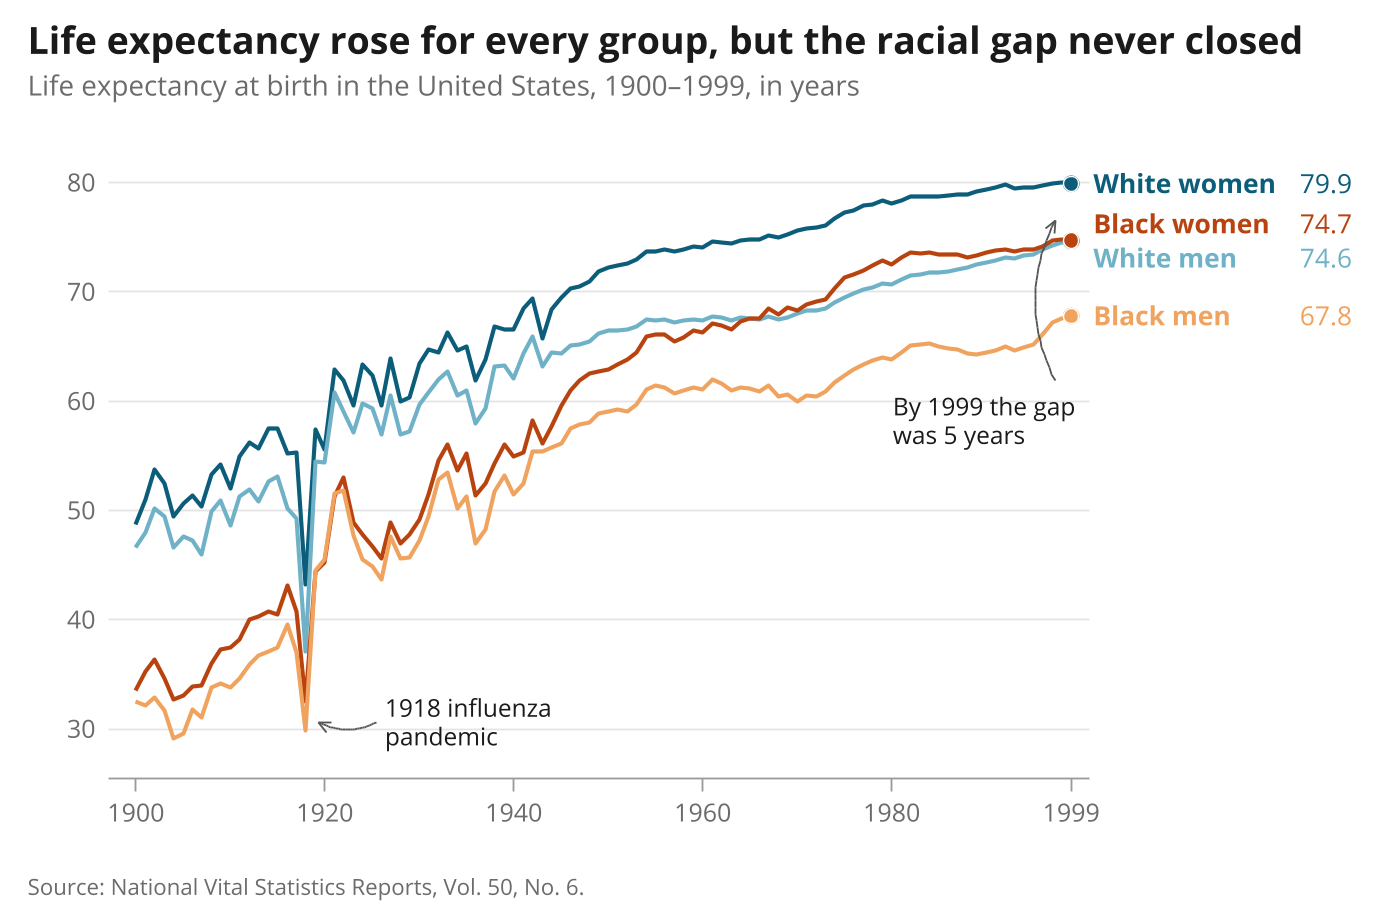 Life expectancy rose for every group, but the racial gap never closed
Life expectancy at birth in the United States, 1900–1999, in years
80
70
60
50
40
30
White women 79.9
Black women 74.7
White men 74.6
Black men 67.8
By 1999 the gap
was 5 years
1918 influenza
pandemic
1900 1920 1940 1960 1980 1999
Source: National Vital Statistics Reports, Vol. 50, No. 6.